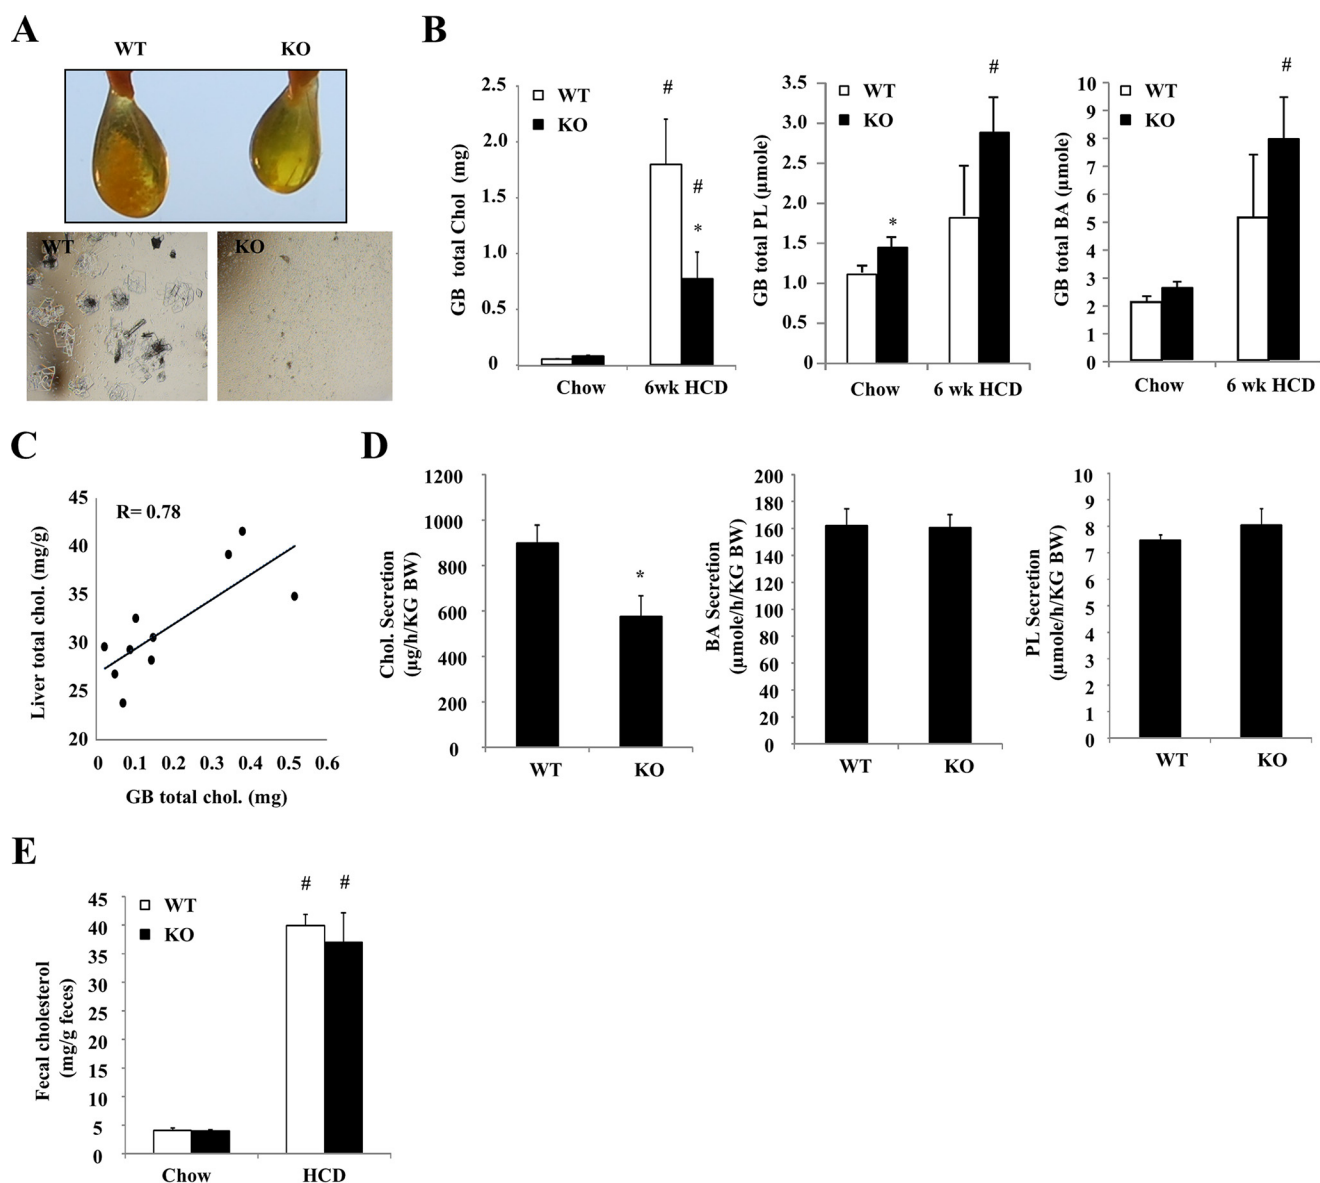 A
WT KO
WT KO
B
GB total Chol (mg)
2.5
2.0
1.5
1.0
0.5
0
WT
KO
#
#
*
Chow 6wk HCD
GB total PL (µmole)
3.5
3.0
2.5
2.0
1.5
1.0
0.5
0
WT
KO
*
#
Chow 6 wk HCD
GB total BA (µmole)
10
9
8
7
6
5
4
3
2
1
0
WT
KO
#
Chow 6 wk HCD
C
Liver total chol. (mg/g)
45
40
35
30
25
20
R= 0.78
0 0.1 0.2 0.3 0.4 0.5 0.6
GB total chol. (mg)
D
Chol. Secretion
(µg/h/KG BW)
1200
1000
800
600
400
200
0
*
WT KO
BA Secretion
(µmole/h/KG BW)
200
180
160
140
120
100
80
60
40
20
0
WT KO
PL Secretion
(µmole/h/KG BW)
10
9
8
7
6
5
4
3
2
1
0
WT KO
E
Fecal cholesterol
(mg/g feces)
45
40
35
30
25
20
15
10
5
0
WT
KO
# #
Chow HCD